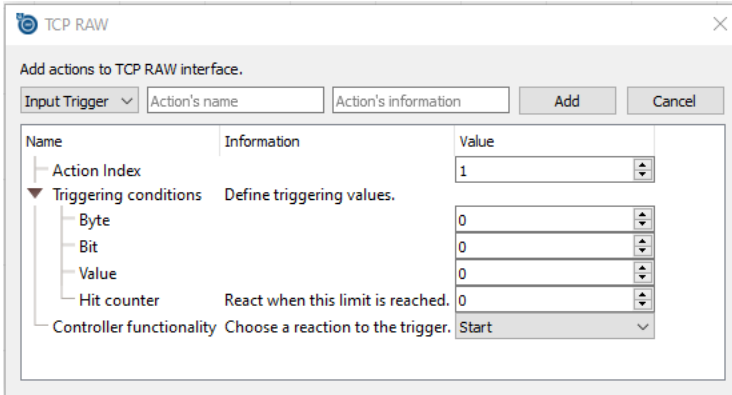 TCP RAW
Add actions to TCP RAW interface.
Input Trigger Action's name Action's information Add Cancel
Name Information Value
Action Index 1
Triggering conditions Define triggering values.
Byte 0
Bit 0
Value 0
Hit counter React when this limit is reached. 0
Controller functionality Choose a reaction to the trigger. Start